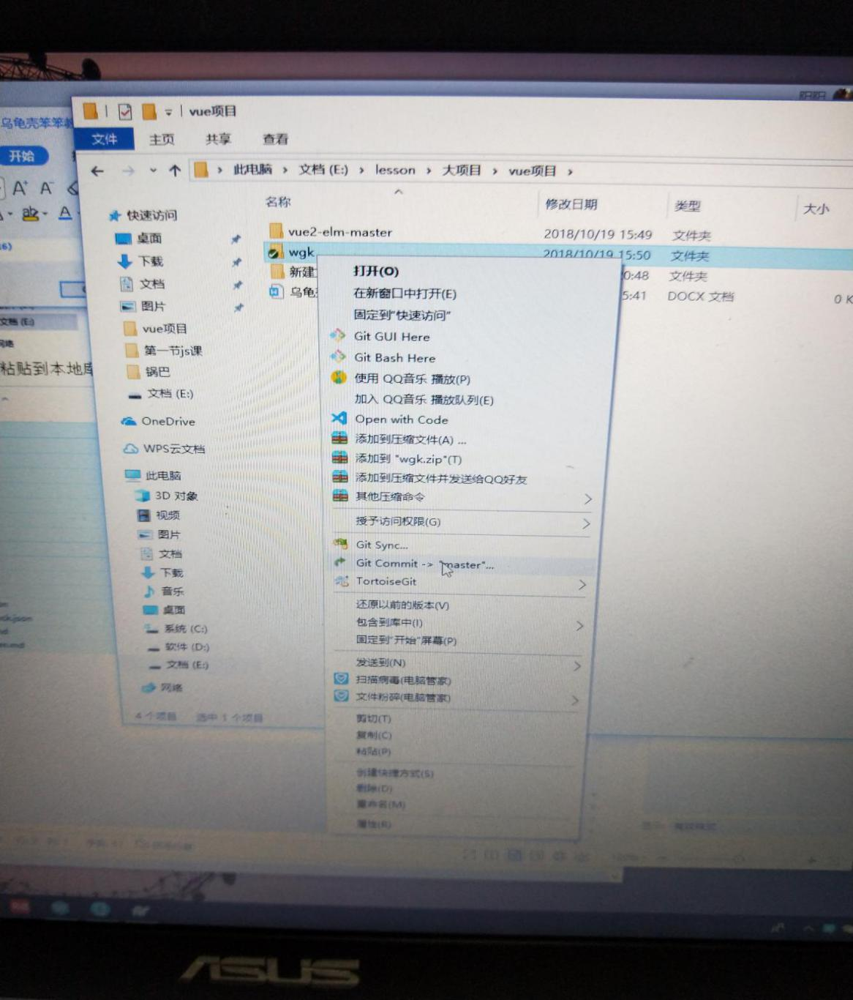 vue项目
乌龟壳笨笨
文件 主页 共享 查看
开始
此电脑 › 文档 (E:) › lesson › 大项目 › vue项目 ›
名称 修改日期 类型 大小
快速访问
桌面
下载
文档
图片
vue项目
第一节js课
锅巴
文档 (E:)
OneDrive
WPS云文档
此电脑
3D 对象
视频
图片
文档
下载
音乐
桌面
系统 (C:)
软件 (D:)
文档 (E:)
网络
4 个项目 选中 1 个项目
vue2-elm-master 2018/10/19 15:49 文件夹
wgk 2018/10/19 15:50 文件夹
新建 0:48 文件夹
乌龟 5:41 DOCX 文档 0 K
打开(O)
在新窗口中打开(E)
固定到"快速访问"
Git GUI Here
Git Bash Here
使用 QQ音乐 播放(P)
加入 QQ音乐 播放队列(E)
Open with Code
添加到压缩文件(A) ...
添加到 "wgk.zip"(T)
添加到压缩文件并发送给QQ好友
其他压缩命令
授予访问权限(G)
Git Sync...
Git Commit -> "master"...
TortoiseGit
还原以前的版本(V)
包含到库中(I)
固定到"开始"屏幕(P)
发送到(N)
扫描病毒(电脑管家)
文件粉碎(电脑管家)
剪切(T)
复制(C)
粘贴(P)
创建快捷方式(S)
删除(D)
重命名(M)
属性(R)
文档 (E:)
网络
粘贴到本地库
ASUS